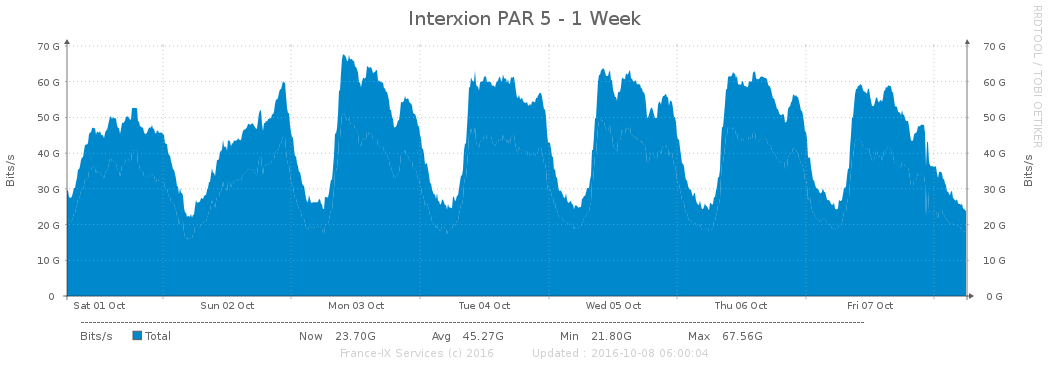 Interxion PAR 5 - 1 Week
RRDTOOL / TOBI OETIKER
70 G 70 G
60 G 60 G
50 G 50 G
40 G 40 G
30 G 30 G
20 G 20 G
10 G 10 G
0 0 G
Bits/s
Bits/s
Sat 01 Oct Sun 02 Oct Mon 03 Oct Tue 04 Oct Wed 05 Oct Thu 06 Oct Fri 07 Oct
Bits/s Total Now 23.70G Avg 45.27G Min 21.80G Max 67.56G
France-IX Services (c) 2016 Updated : 2016-10-08 06:00:04